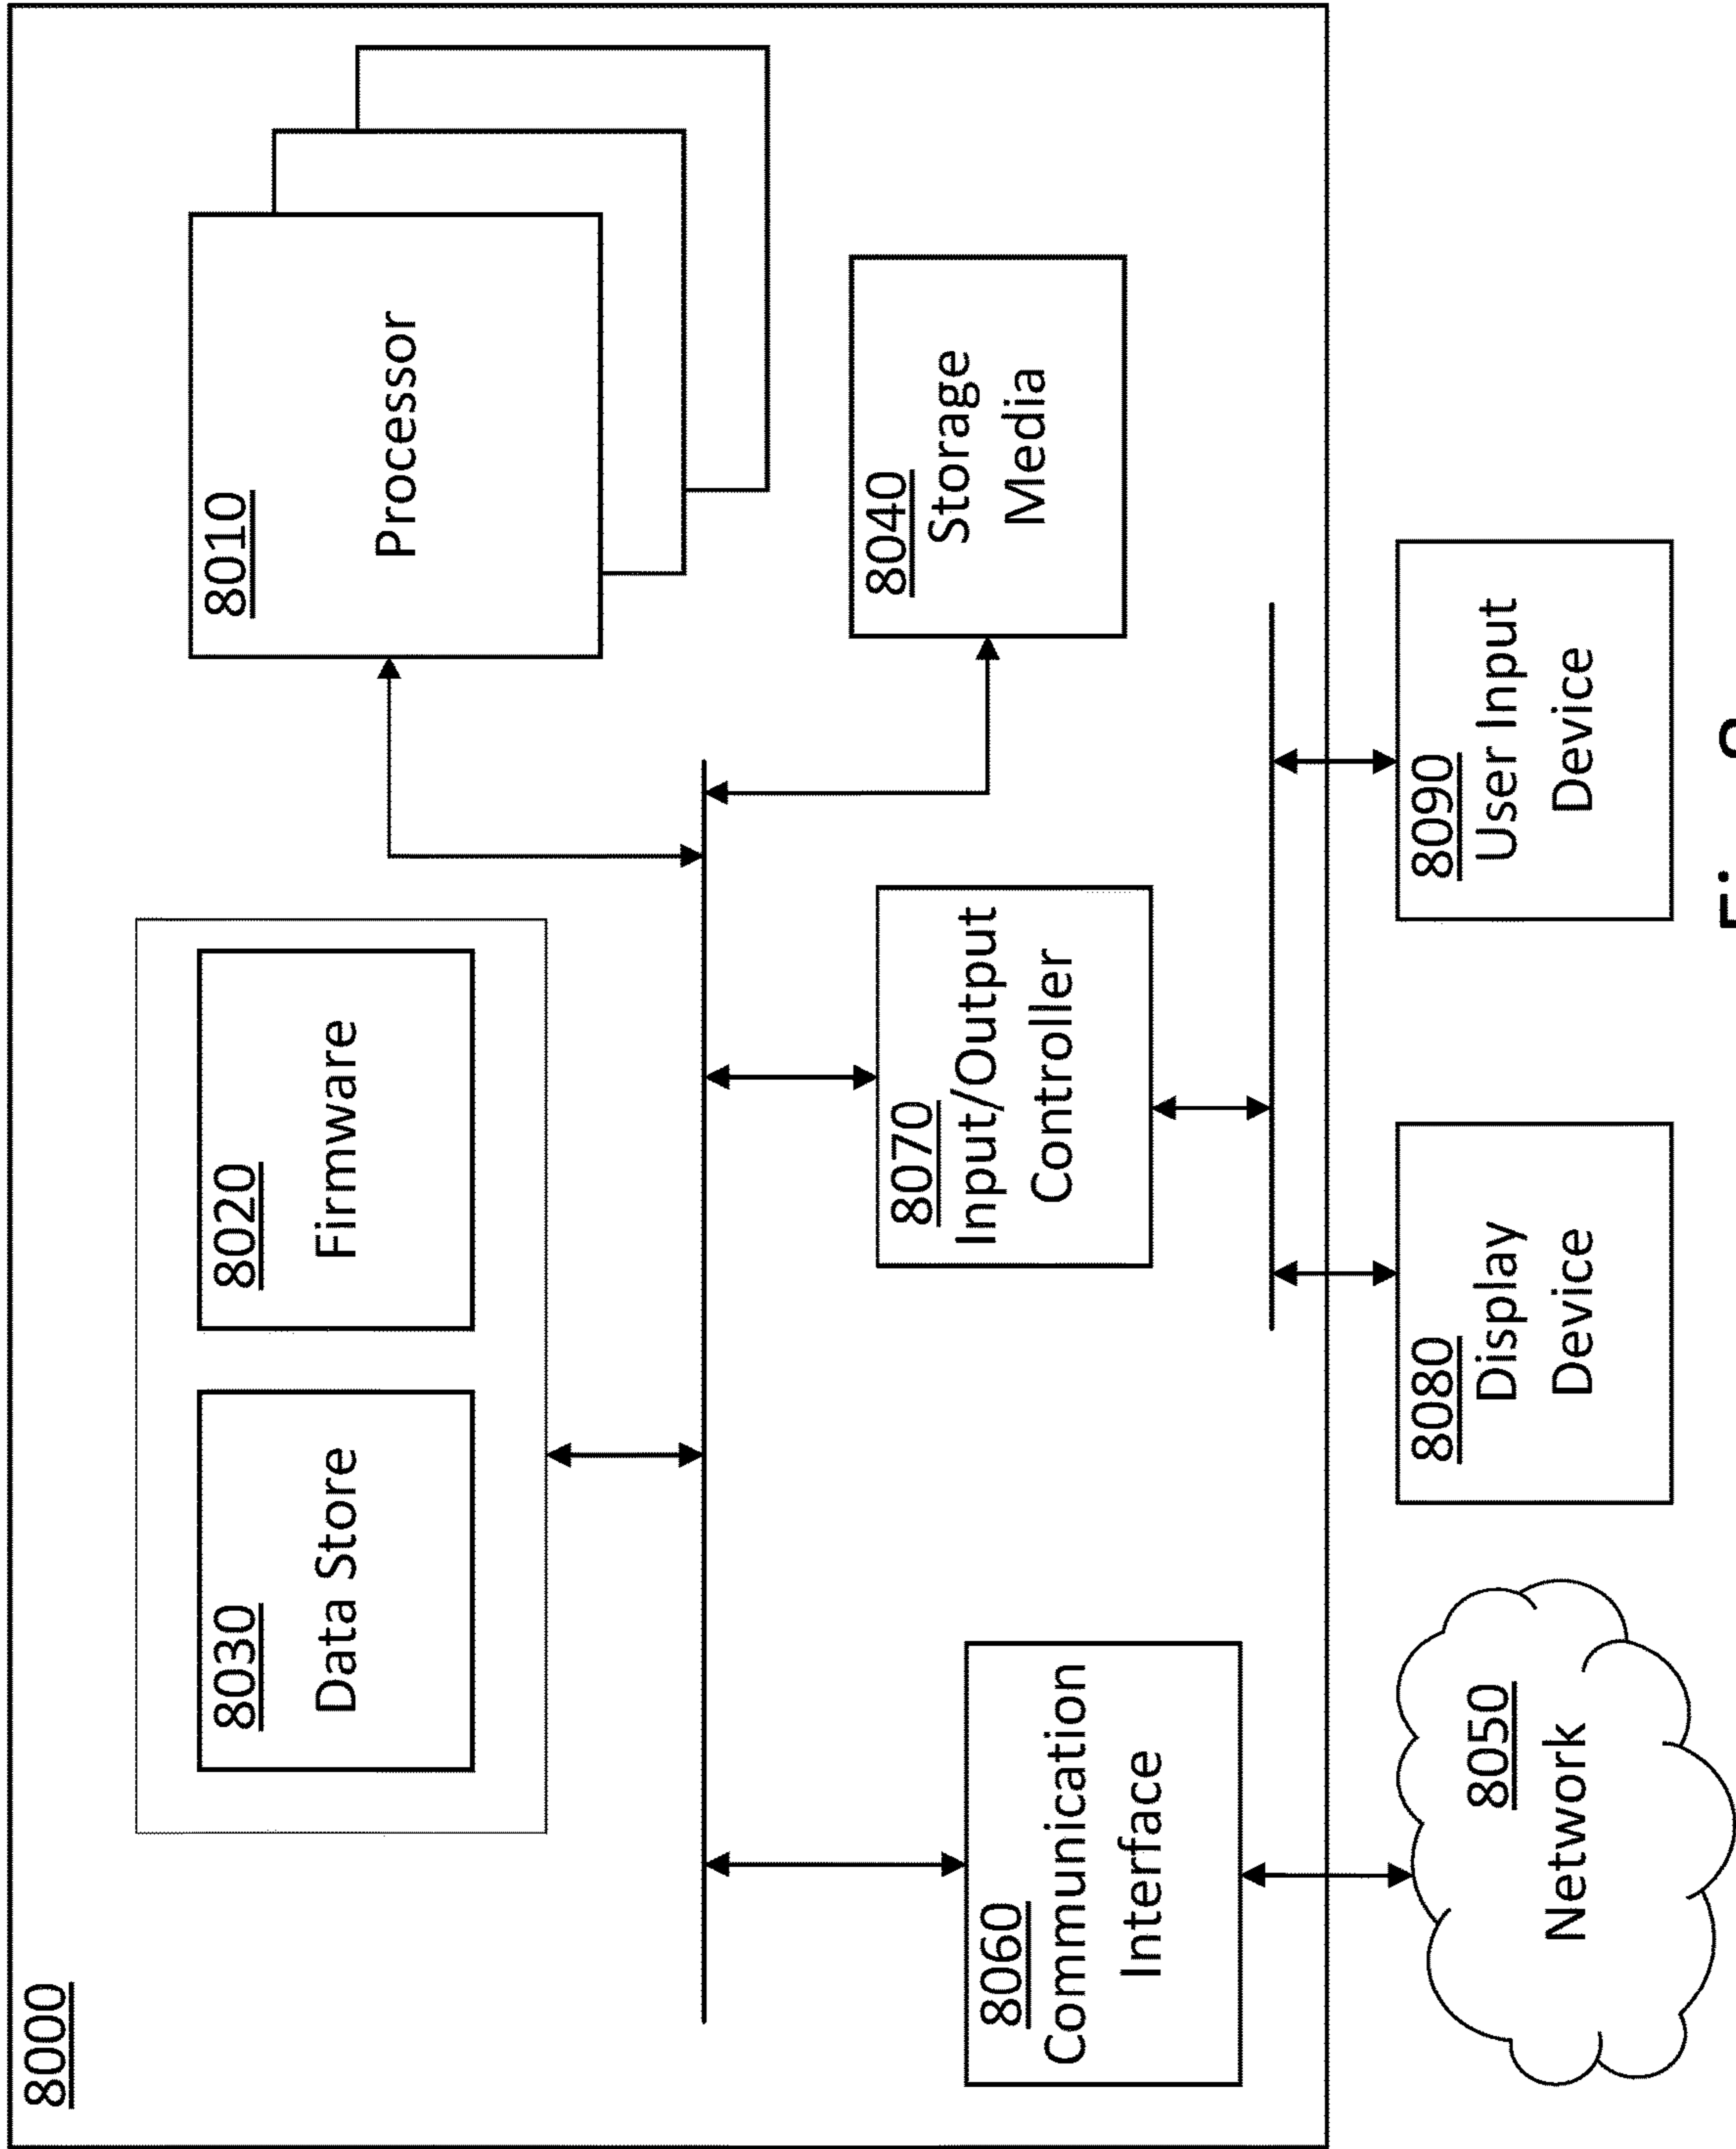 8000
8030
Data Store
8020
Firmware
8010
Processor
8060
Communication
Interface
8070
Input/Output
Controller
8040
Storage
Media
8050
Network
8080
Display
Device
8090
User Input
Device